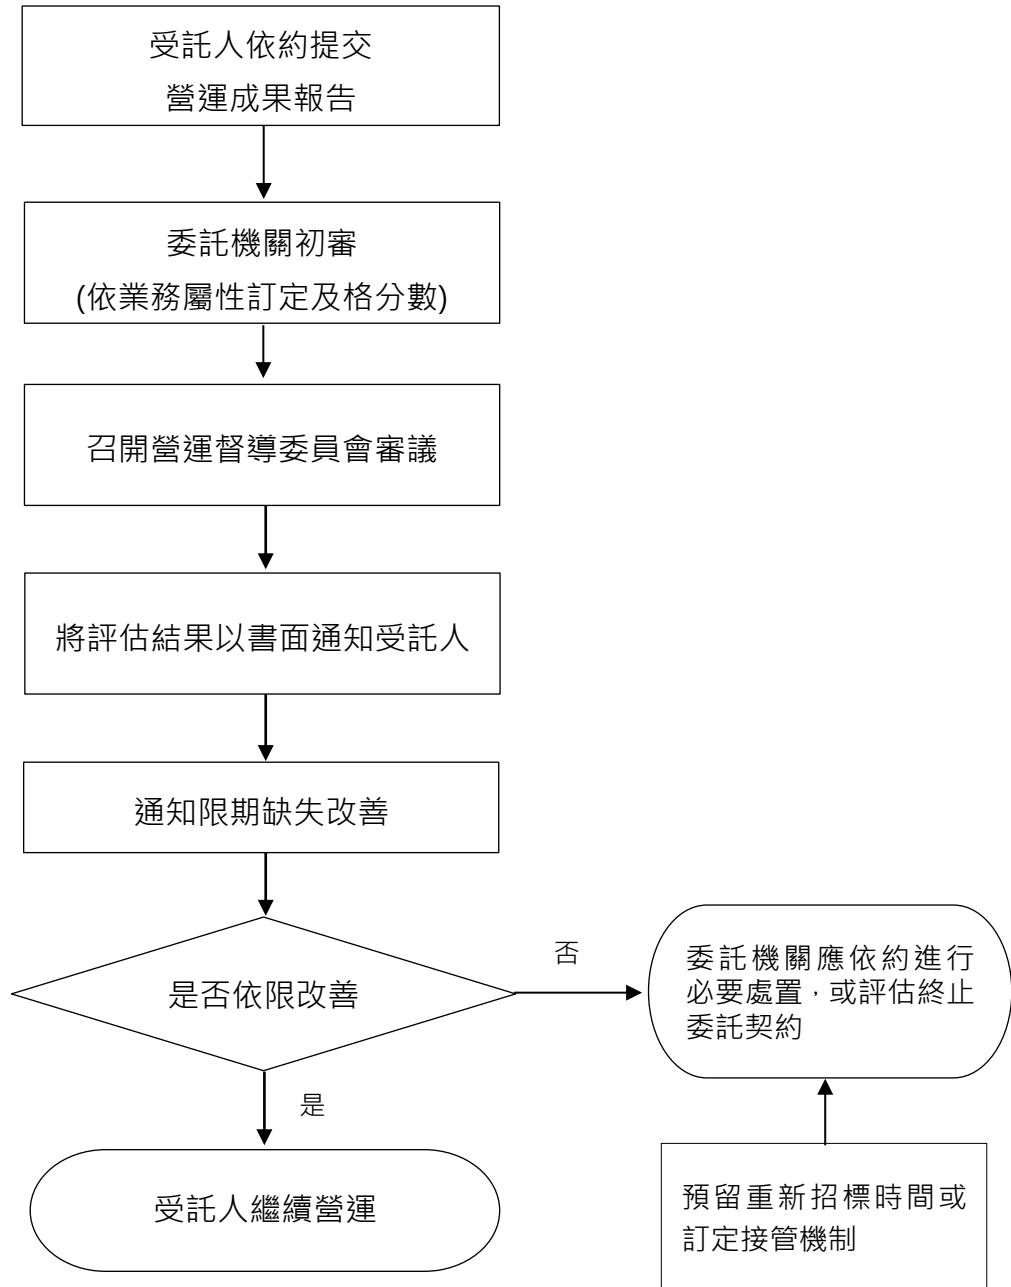 受託人依約提交
營運成果報告
委託機關初審
(依業務屬性訂定及格分數)
召開營運督導委員會審議
將評估結果以書面通知受託人
通知限期缺失改善
是否依限改善
否
委託機關應依約進行
必要處置，或評估終止
委託契約
是
受託人繼續營運
預留重新招標時間或
訂定接管機制